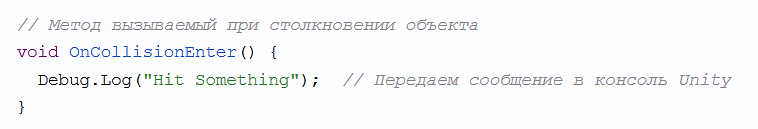 // Метод вызываемый при столкновении объекта
void OnCollisionEnter() {
  Debug.Log("Hit Something");  // Передаем сообщение в консоль Unity
}